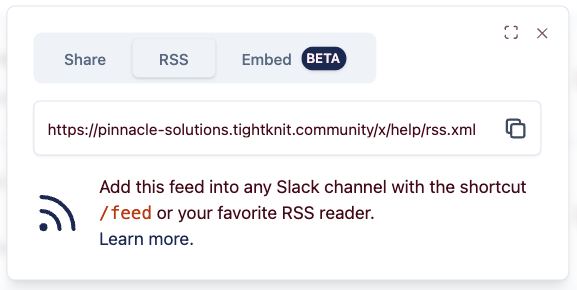 Share RSS Embed BETA
https://pinnacle-solutions.tightknit.community/x/help/rss.xml
Add this feed into any Slack channel with the shortcut
/feed or your favorite RSS reader.
Learn more.